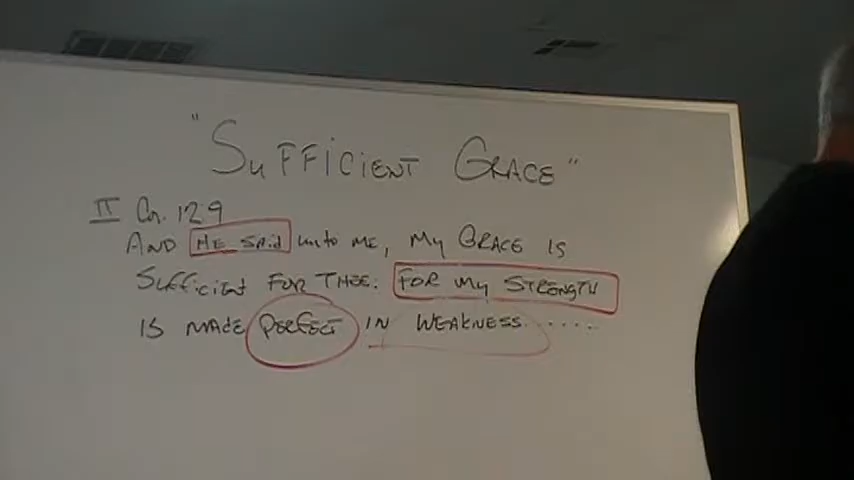 "SUFFICIENT GRACE"
II Cor. 12:9
AND HE SAID unto ME, My GRACE IS
SUFFICIENT FOR THEE: FOR My STRENGTH
IS MADE PERFECT IN WEAKNESS.....